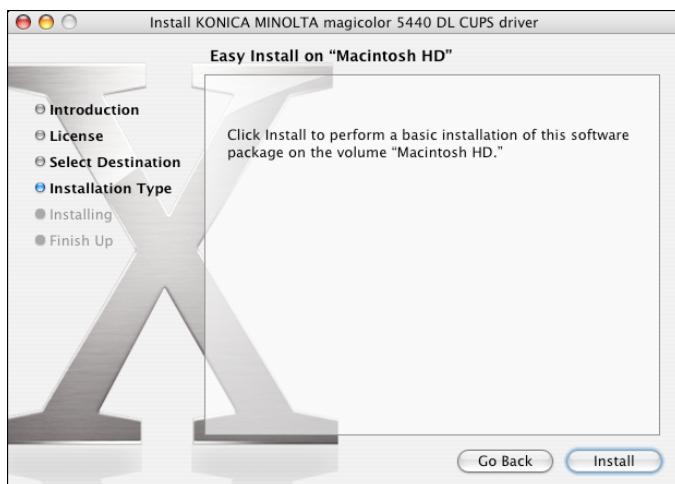 Install KONICA MINOLTA magicolor 5440 DL CUPS driver
Easy Install on “Macintosh HD”
Introduction
License
Select Destination
Installation Type
Installing
Finish Up
Click Install to perform a basic installation of this software
package on the volume “Macintosh HD.”
Go Back
Install